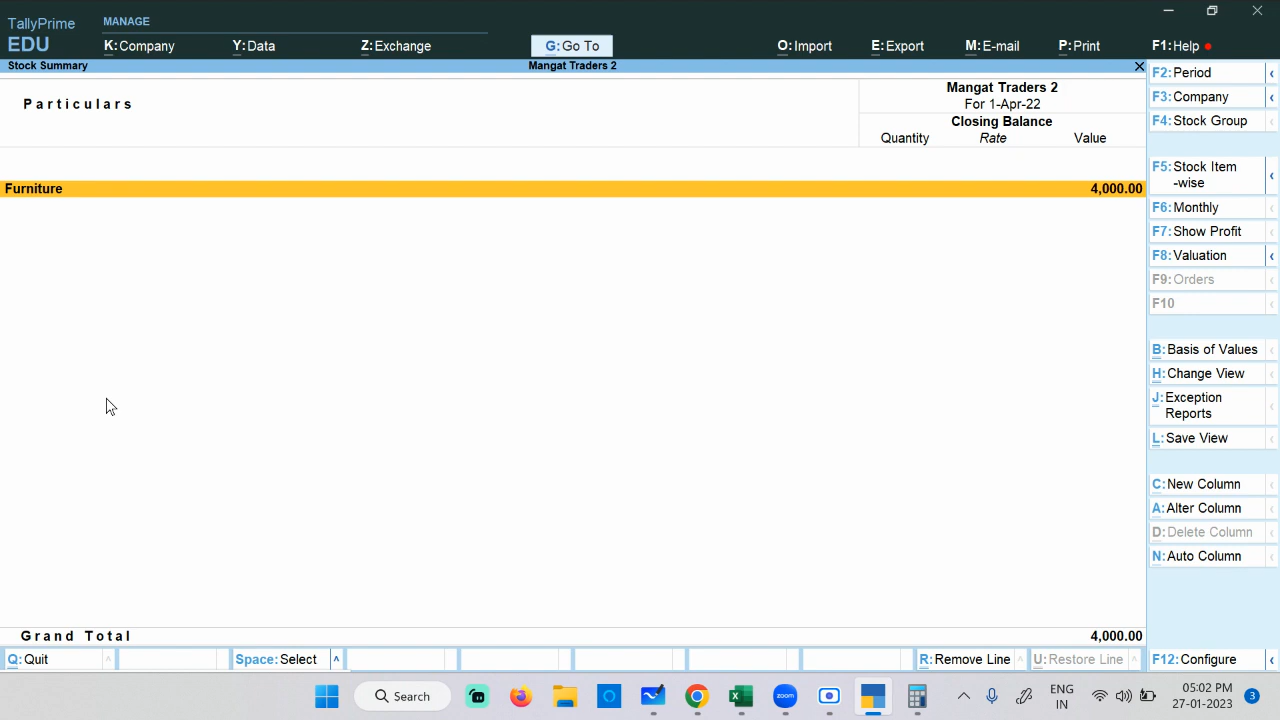 TallyPrime
EDU
MANAGE
K:Company
Y:Data
Z:Exchange
G:Go To
O:Import
E:Export
M:E-mail
P:Print
F1:Help
Stock Summary
Mangat Traders 2
Particulars
Mangat Traders 2
For 1-Apr-22
Closing Balance
Quantity Rate Value
Furniture 4,000.00
Grand Total 4,000.00
F2:Period
F3:Company
F4:Stock Group
F5:Stock Item
-wise
F6:Monthly
F7:Show Profit
F8:Valuation
F9:Orders
F10
B:Basis of Values
H:Change View
J:Exception
Reports
L:Save View
C:New Column
A:Alter Column
D:Delete Column
N:Auto Column
Q:Quit
Space:Select
R:Remove Line
U:Restore Line
F12:Configure
Search
zoom
ENG
IN
05:02 PM
27-01-2023
3